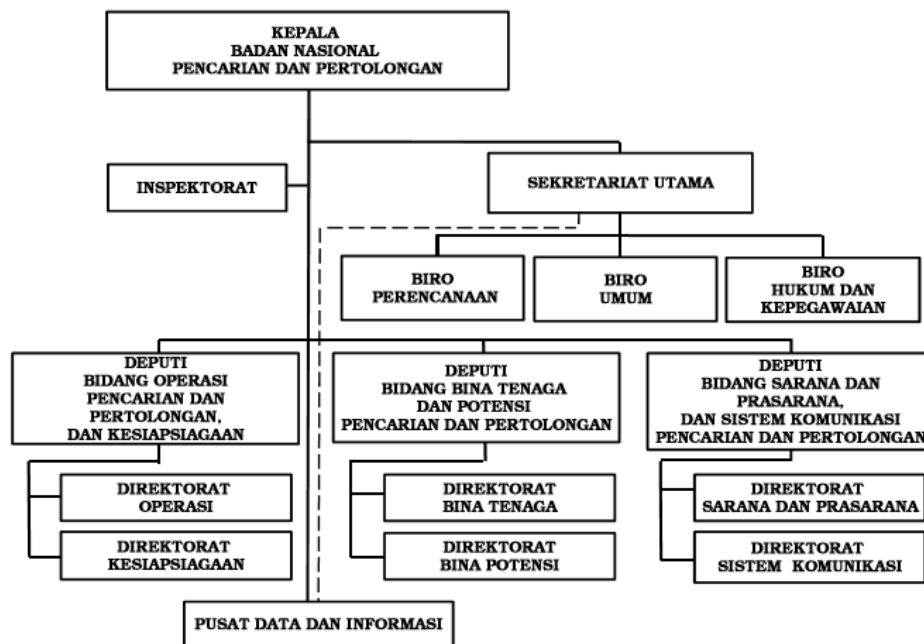 KEPALA
BADAN NASIONAL
PENCARIAN DAN PERTOLONGAN
INSPEKTORAT
SEKRETARIAT UTAMA
BIRO
PERENCANAAN
BIRO
UMUM
BIRO
HUKUM DAN
KEPEGAWAIAN
DEPUTI
BIDANG OPERASI
PENCARIAN DAN
PERTOLONGAN,
DAN KESIAPSIAGAAN
DEPUTI
BIDANG BINA TENAGA
DAN POTENSI
PENCARIAN DAN PERTOLONGAN
DEPUTI
BIDANG SARANA DAN
PRASARANA,
DAN SISTEM KOMUNIKASI
PENCARIAN DAN PERTOLONGAN
DIREKTORAT
OPERASI
DIREKTORAT
KESIAPSIAGAAN
DIREKTORAT
BINA TENAGA
DIREKTORAT
BINA POTENSI
DIREKTORAT
SARANA DAN PRASARANA
DIREKTORAT
SISTEM KOMUNIKASI
PUSAT DATA DAN INFORMASI